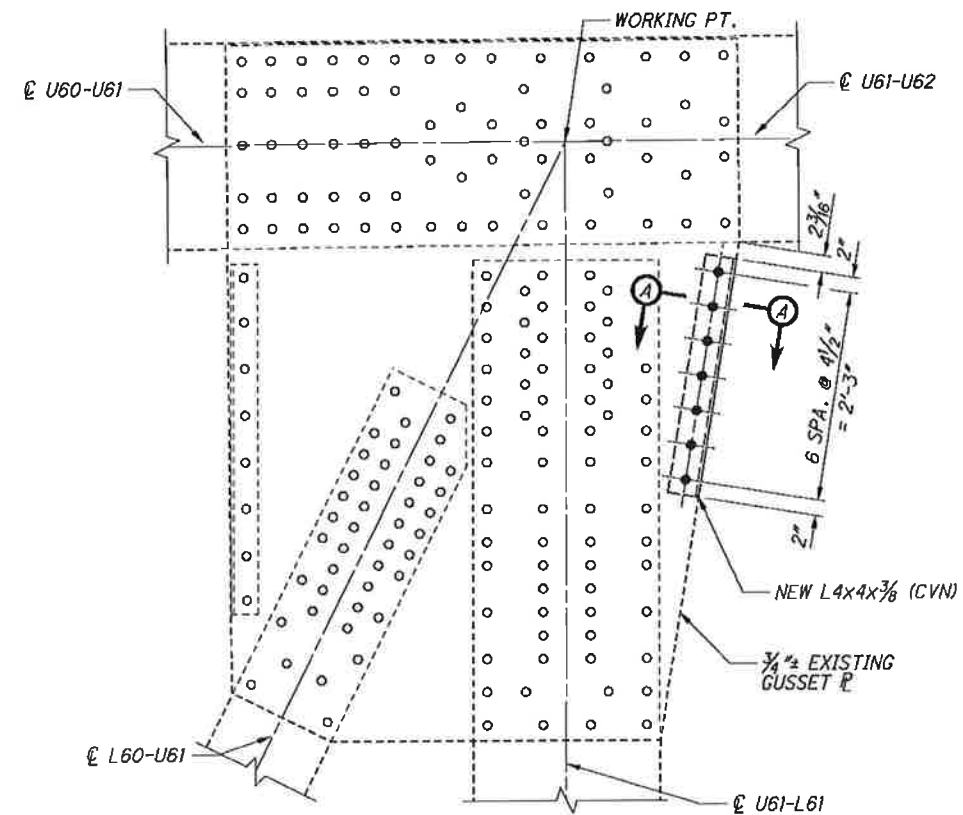 WORKING PT.
℄ U60-U61
℄ U61-U62
2 3/16"
2"
A
A
6 SPA. @ 4 1/2"
= 2'-3"
2"
NEW L4x4x3/8 (CVN)
3/4"± EXISTING
GUSSET ⅊
℄ L60-U61
℄ U61-L61